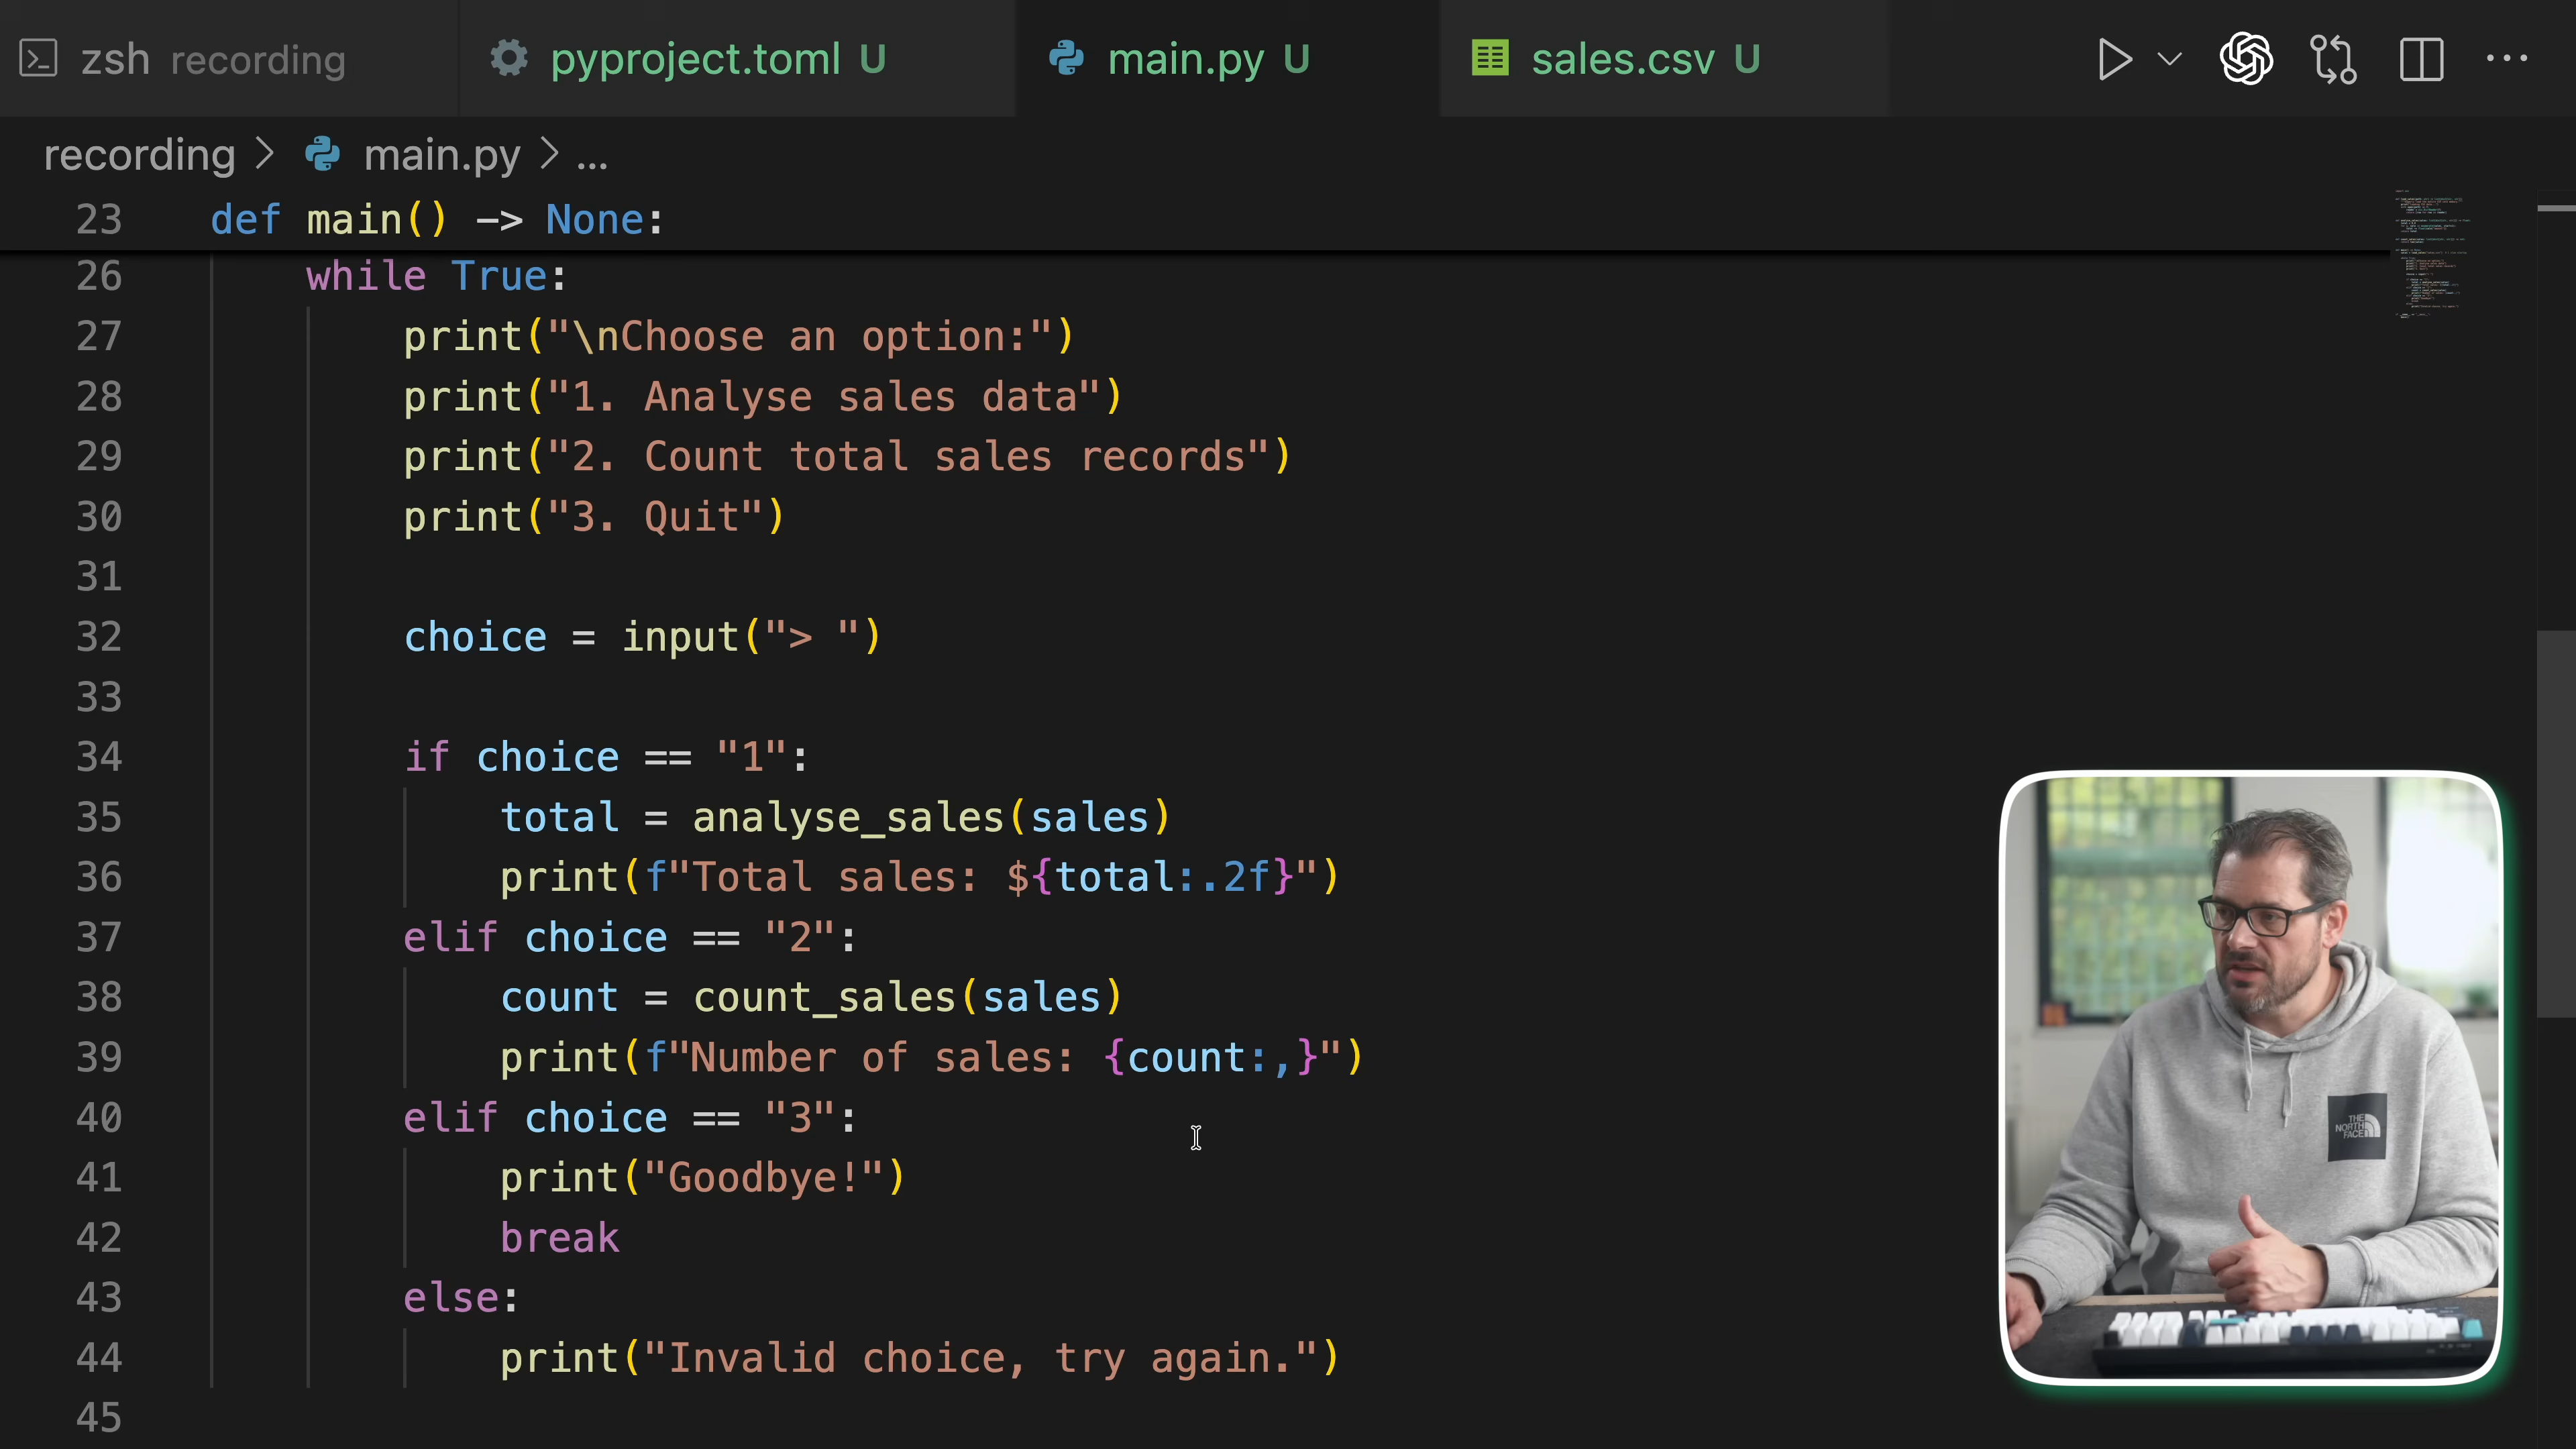 zsh recording
pyproject.toml U
main.py U
sales.csv U
recording > main.py > ...
23 def main() -> None:
26 while True:
27 print("\nChoose an option:")
28 print("1. Analyse sales data")
29 print("2. Count total sales records")
30 print("3. Quit")
31
32 choice = input("> ")
33
34 if choice == "1":
35 total = analyse_sales(sales)
36 print(f"Total sales: ${total:.2f}")
37 elif choice == "2":
38 count = count_sales(sales)
39 print(f"Number of sales: {count:,}")
40 elif choice == "3":
41 print("Goodbye!")
42 break
43 else:
44 print("Invalid choice, try again.")
45
THE
NORTH
FACE